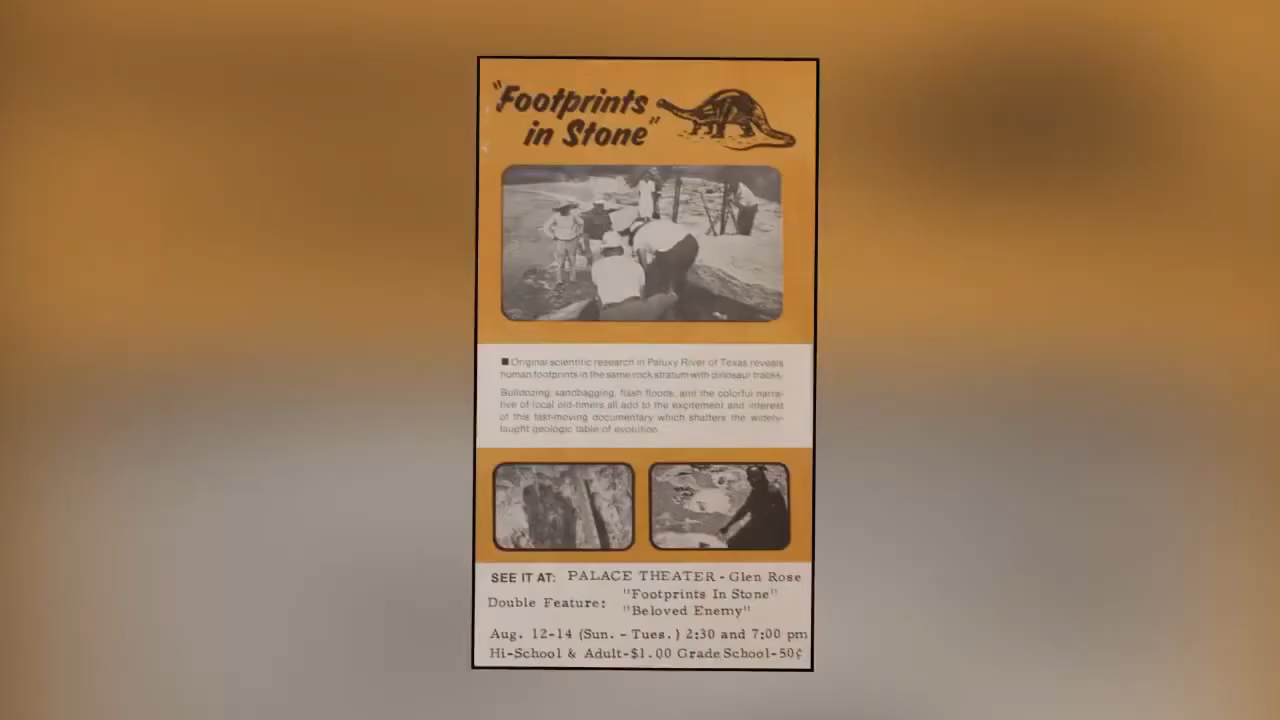 "Footprints
in Stone"
■ Original scientific research in Paluxy River of Texas reveals
human footprints in the same rock stratum with dinosaur tracks.
Bulldozing, sandbagging, flash floods, and the colorful narra-
tive of local old-timers all add to the excitement and interest
of this fast-moving documentary which shatters the widely-
taught geologic table of evolution.
SEE IT AT: PALACE THEATER - Glen Rose
Double Feature: "Footprints In Stone"
"Beloved Enemy"
Aug. 12-14 (Sun. - Tues.) 2:30 and 7:00 pm
Hi-School & Adult-$1.00 Grade School-50¢